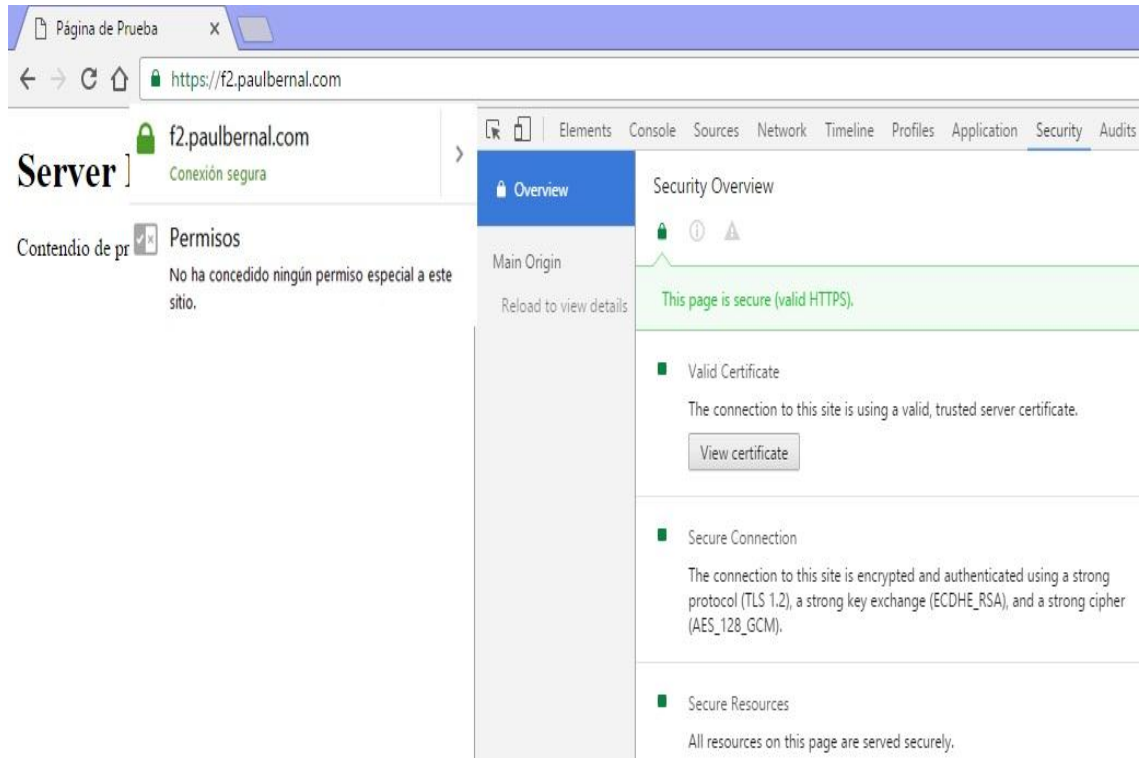 Página de Prueba
https://f2.paulbernal.com
f2.paulbernal.com
Conexión segura
Permisos
No ha concedido ningún permiso especial a este
sitio.
Server
Contendio de pr
Elements Console Sources Network Timeline Profiles Application Security Audits
Overview
Main Origin
Reload to view details
Security Overview
This page is secure (valid HTTPS).
Valid Certificate
The connection to this site is using a valid, trusted server certificate.
View certificate
Secure Connection
The connection to this site is encrypted and authenticated using a strong
protocol (TLS 1.2), a strong key exchange (ECDHE_RSA), and a strong cipher
(AES_128_GCM).
Secure Resources
All resources on this page are served securely.